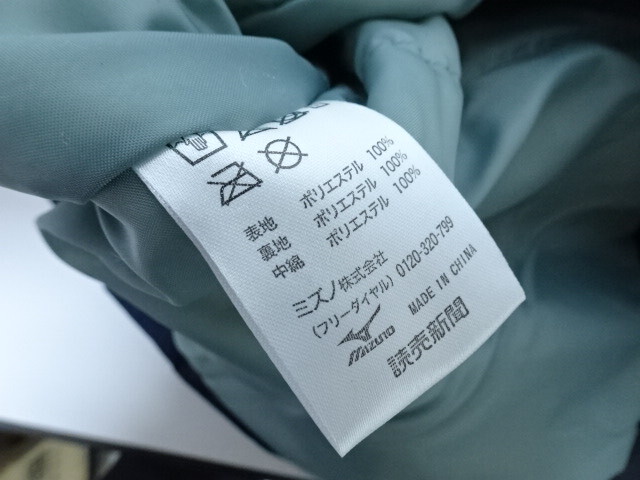 表地 ポリエステル 100%
裏地 ポリエステル 100%
中綿 ポリエステル 100%
ミズノ株式会社
(フリーダイヤル) 0120-320-799
MIZUNO MADE IN CHINA
読売新聞